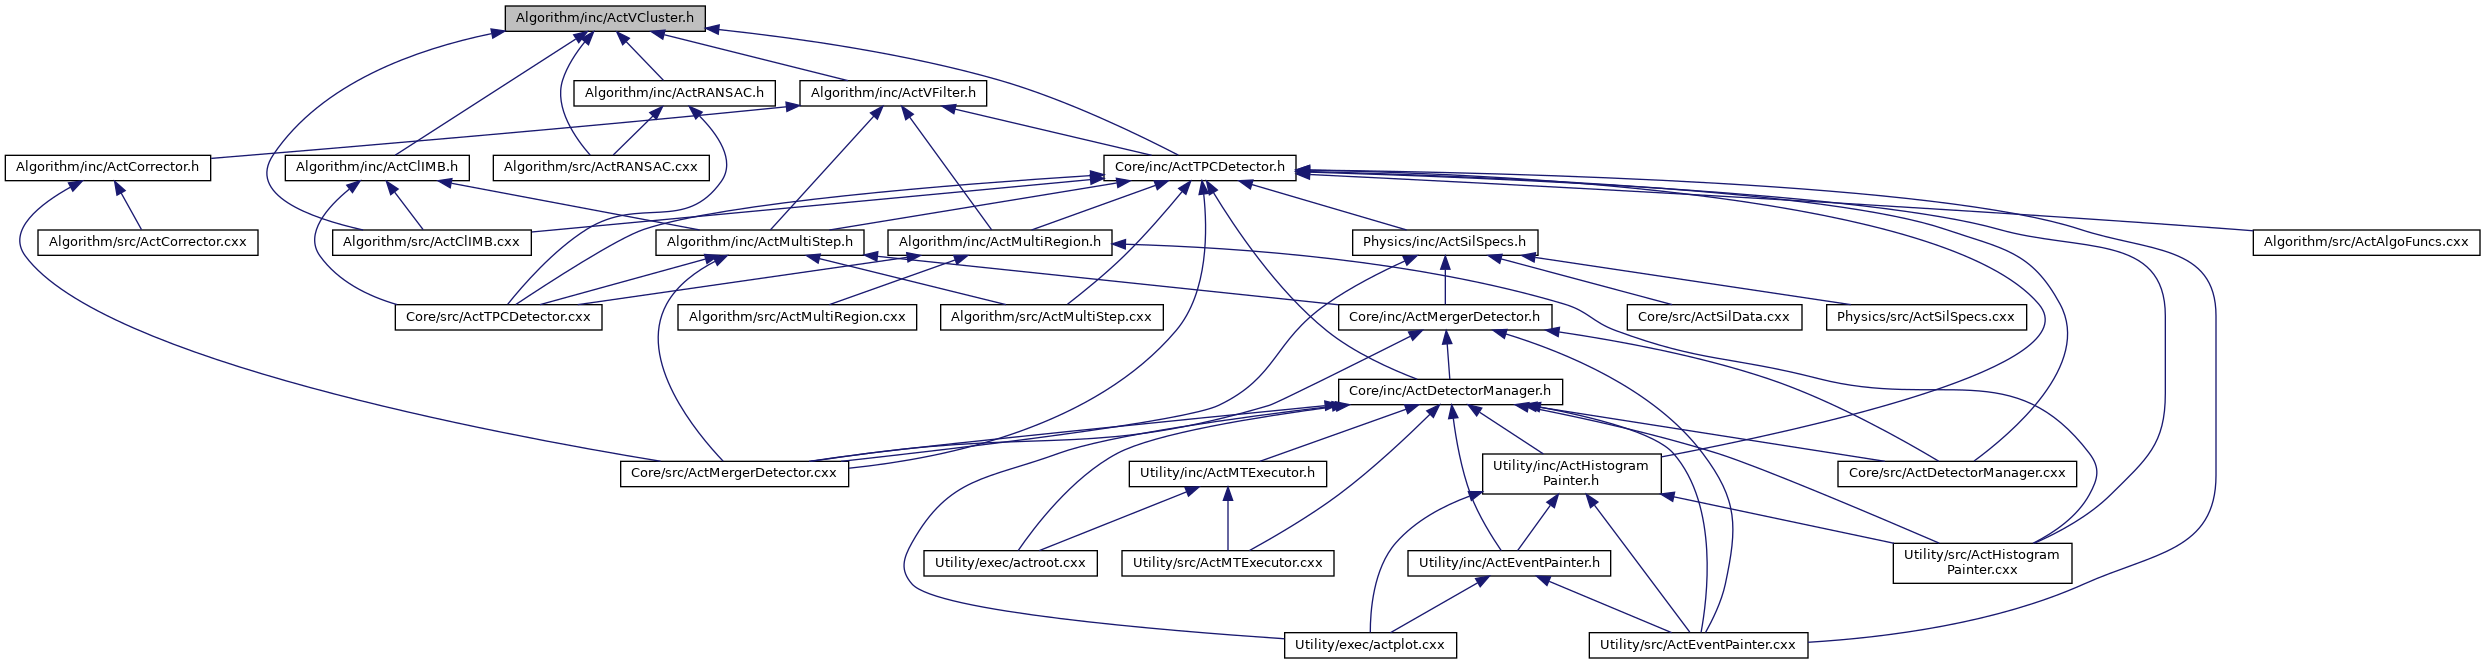 Algorithm/inc/ActVCluster.h
Algorithm/inc/ActRANSAC.h
Algorithm/inc/ActVFilter.h
Algorithm/inc/ActCorrector.h
Algorithm/inc/ActClIMB.h
Algorithm/src/ActRANSAC.cxx
Core/inc/ActTPCDetector.h
Algorithm/src/ActCorrector.cxx
Algorithm/src/ActClIMB.cxx
Algorithm/inc/ActMultiStep.h
Algorithm/inc/ActMultiRegion.h
Physics/inc/ActSilSpecs.h
Algorithm/src/ActAlgoFuncs.cxx
Core/src/ActTPCDetector.cxx
Algorithm/src/ActMultiRegion.cxx
Algorithm/src/ActMultiStep.cxx
Core/inc/ActMergerDetector.h
Core/src/ActSilData.cxx
Physics/src/ActSilSpecs.cxx
Core/inc/ActDetectorManager.h
Core/src/ActMergerDetector.cxx
Utility/inc/ActMTExecutor.h
Utility/inc/ActHistogram
Painter.h
Core/src/ActDetectorManager.cxx
Utility/exec/actroot.cxx
Utility/src/ActMTExecutor.cxx
Utility/inc/ActEventPainter.h
Utility/src/ActHistogram
Painter.cxx
Utility/exec/actplot.cxx
Utility/src/ActEventPainter.cxx